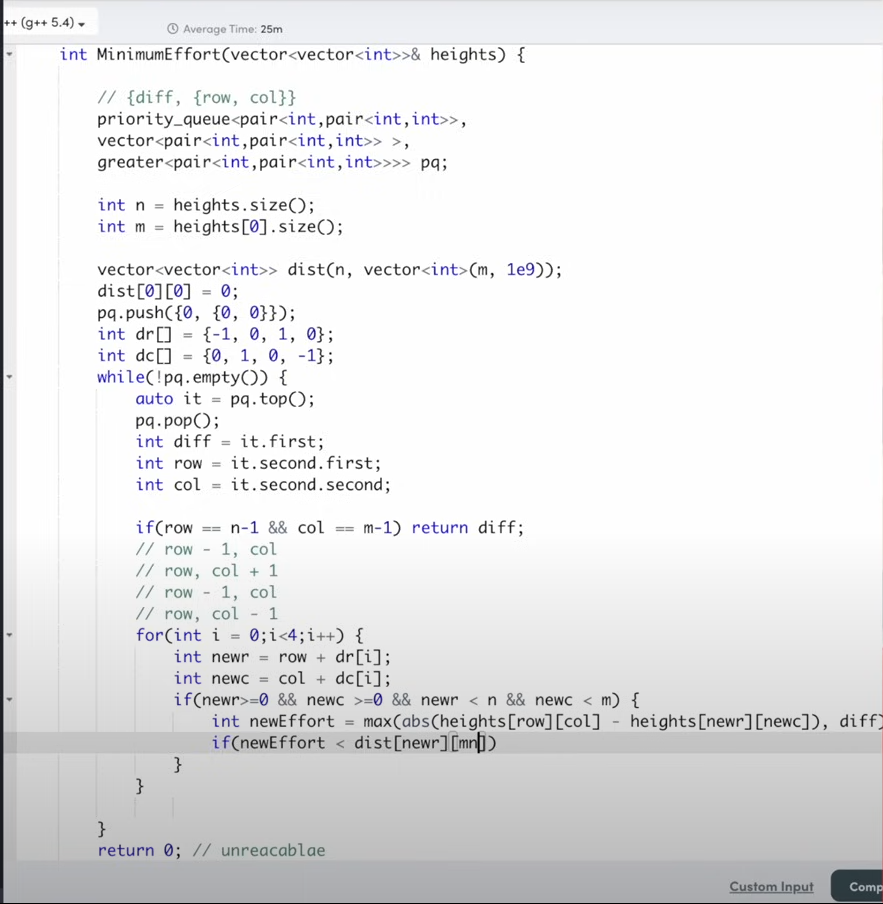 ++ (g++ 5.4)
Average Time: 25m
int MinimumEffort(vector<vector<int>>& heights) {
// {diff, {row, col}}
priority_queue<pair<int,pair<int,int>>,
vector<pair<int,pair<int,int>> >,
greater<pair<int,pair<int,int>>>> pq;
int n = heights.size();
int m = heights[0].size();
vector<vector<int>> dist(n, vector<int>(m, 1e9));
dist[0][0] = 0;
pq.push({0, {0, 0}});
int dr[] = {-1, 0, 1, 0};
int dc[] = {0, 1, 0, -1};
while(!pq.empty()) {
auto it = pq.top();
pq.pop();
int diff = it.first;
int row = it.second.first;
int col = it.second.second;
if(row == n-1 && col == m-1) return diff;
// row - 1, col
// row, col + 1
// row - 1, col
// row, col - 1
for(int i = 0;i<4;i++) {
int newr = row + dr[i];
int newc = col + dc[i];
if(newr>=0 && newc >=0 && newr < n && newc < m) {
int newEffort = max(abs(heights[row][col] - heights[newr][newc]), diff)
if(newEffort < dist[newr][mn])
}
}
}
return 0; // unreacablae
Custom Input
Comp